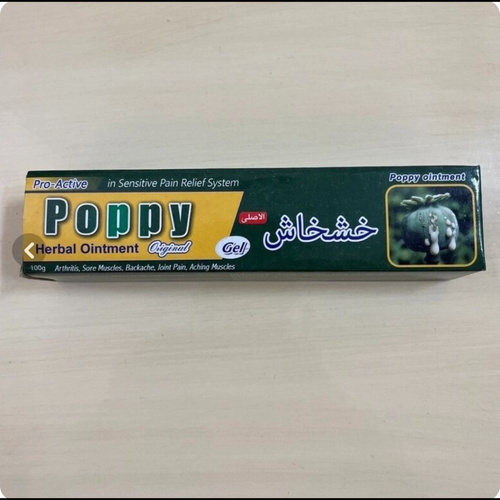 Pro-Active in Sensitive Pain Relief System
Poppy
Herbal Ointment Original Gel
100g Arthritis, Sore Muscles, Backache, Joint Pain, Aching Muscles
الاصلی
خشخاش
Poppy ointment